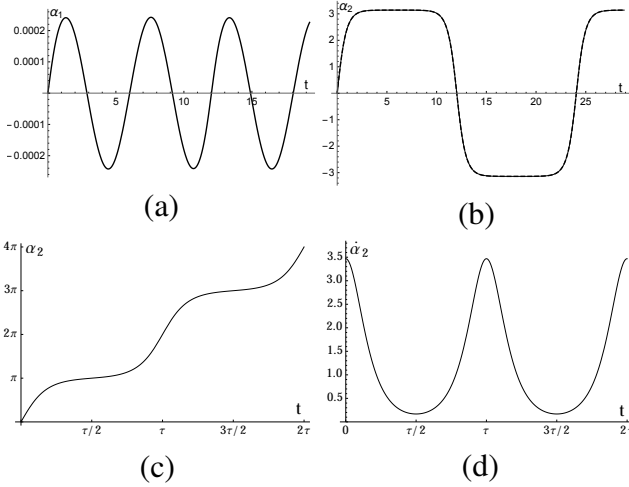 α1
0.0002
0.0001
t
5 10 15
-0.0001
-0.0002
(a)
α2
3
2
1
t
5 10 15 20 25
-1
-2
-3
(b)
α2
4π
3π
2π
π
t
τ/2 τ 3τ/2 2τ
(c)
α̇2
3.5
3.0
2.5
2.0
1.5
1.0
0.5
t
0 τ/2 τ 3τ/2 2τ
(d)